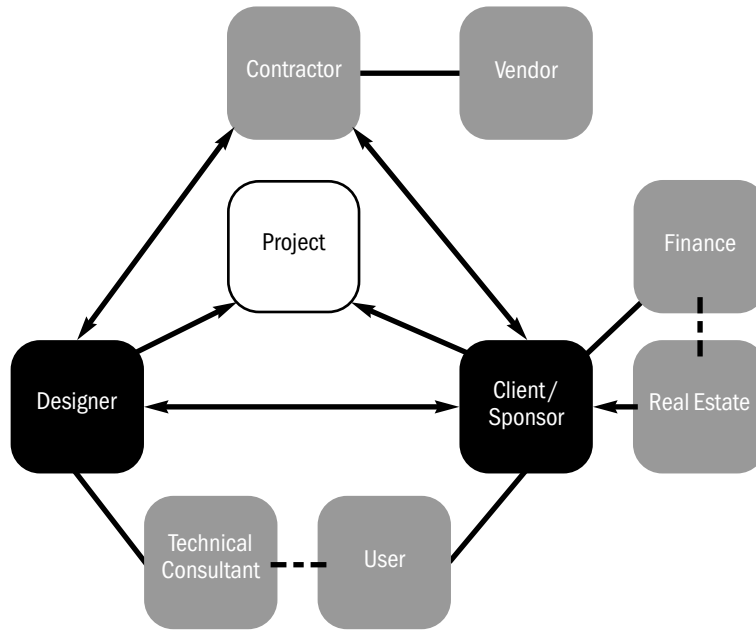 Contractor
Vendor
Project
Finance
Designer
Client/
Sponsor
Real Estate
Technical
Consultant
User